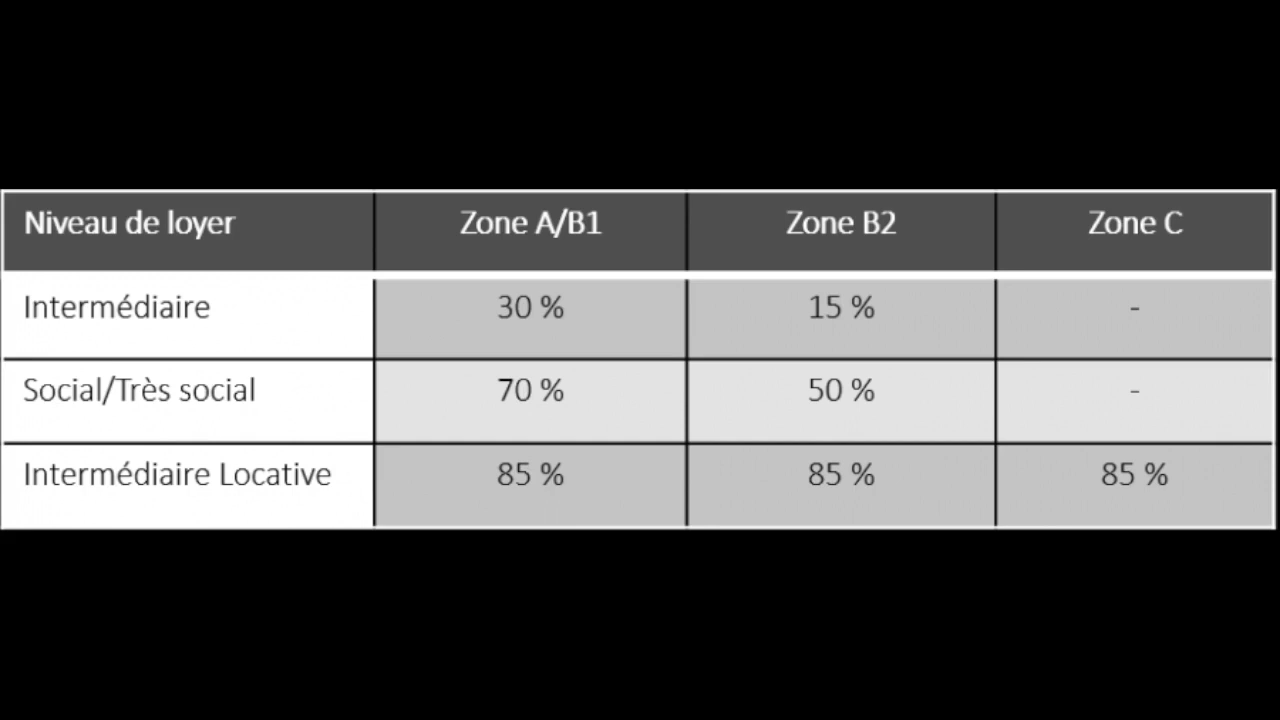 Niveau de loyer Zone A/B1 Zone B2 Zone C
Intermédiaire 30 % 15 % -
Social/Très social 70 % 50 % -
Intermédiaire Locative 85 % 85 % 85 %